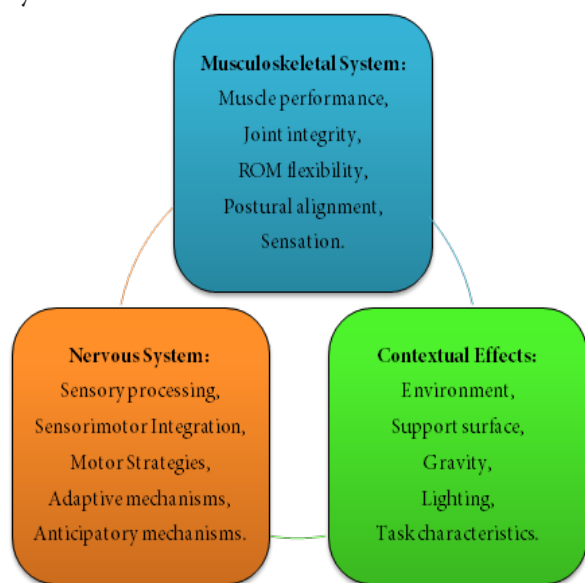 Musculoskeletal System:
Muscle performance,
Joint integrity,
ROM flexibility,
Postural alignment,
Sensation.
Nervous System:
Sensory processing,
Sensorimotor Integration,
Motor Strategies,
Adaptive mechanisms,
Anticipatory mechanisms.
Contextual Effects:
Environment,
Support surface,
Gravity,
Lighting,
Task characteristics.